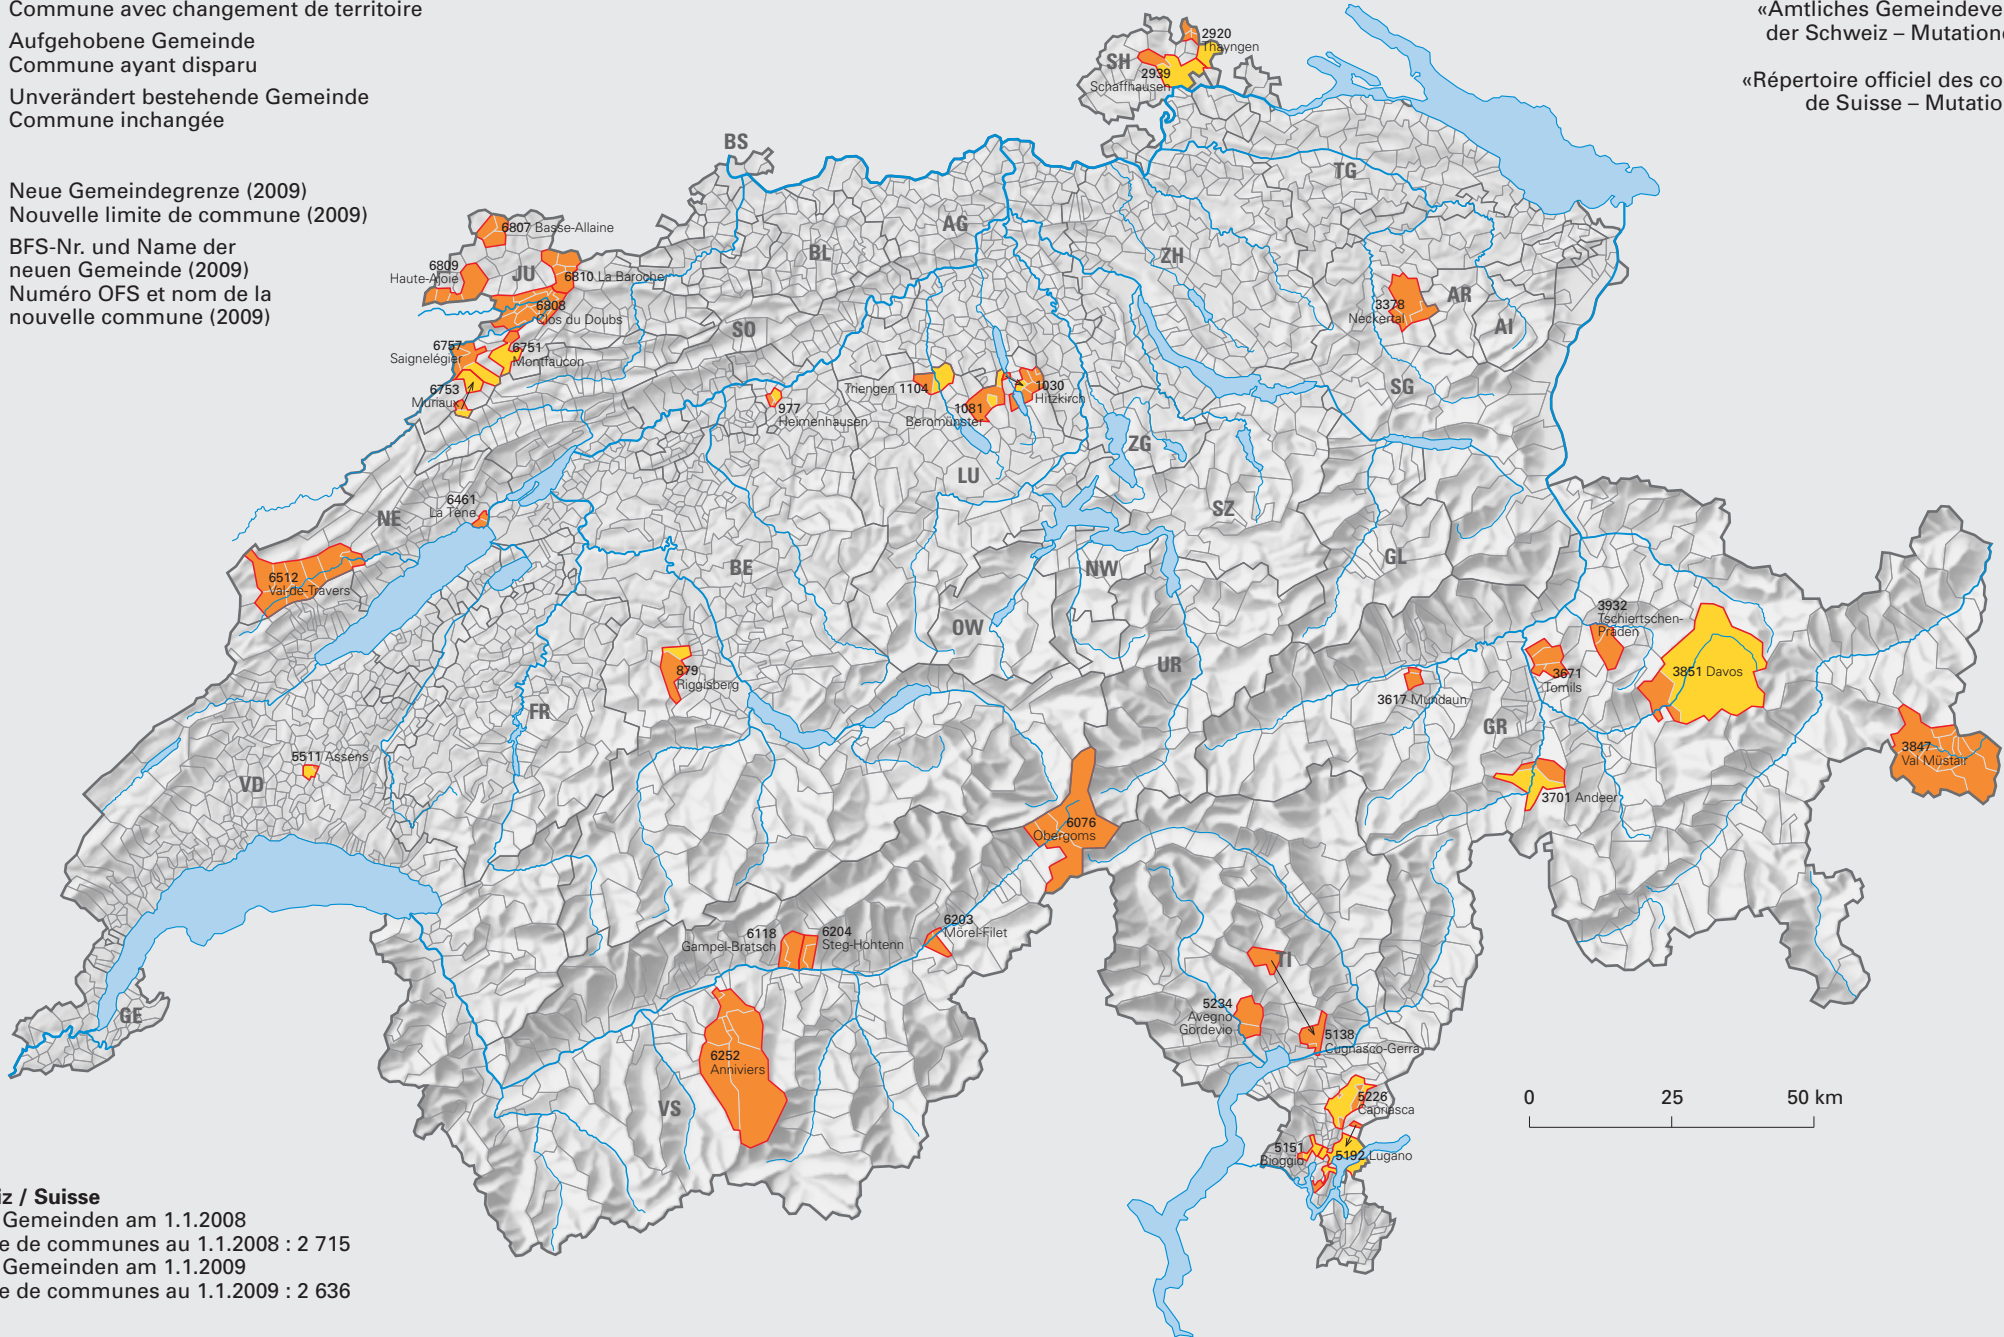 Commune avec changement de territoire
Aufgehobene Gemeinde
Commune ayant disparu
Unverändert bestehende Gemeinde
Commune inchangée
Neue Gemeindegrenze (2009)
Nouvelle limite de commune (2009)
BFS-Nr. und Name der
neuen Gemeinde (2009)
Numéro OFS et nom de la
nouvelle commune (2009)
«Amtliches Gemeindeve
der Schweiz – Mutation
«Répertoire officiel des co
de Suisse – Mutatio
SH
2920
Thayngen
2939
Schaffhausen
BS
TG
AG
BL
ZH
6807 Basse-Allaine
6809
Haute-Ajoie
JU
6810 La Baroche
6808
Clos du Doubs
SO
3378
Neckertal
AR
AI
6757
Saignelégier
6751
Montfaucon
6753
Muriaux
Triengen 1104
1030
Hitzkirch
1081
Beromünster
977
Heimenhausen
SG
ZG
LU
SZ
6461
La Tène
NE
6512
Val-de-Travers
BE
NW
GL
OW
UR
3932
Tschiertschen-
Praden
3851 Davos
3671
Tomils
879
Riggisberg
3617 Mundaun
FR
GR
3847
Val Müstair
5511 Assens
VD
3701 Andeer
6076
Obergoms
6203
Mörel-Filet
6118
Gampel-Bratsch
6204
Steg-Hohtenn
TI
5234
Avegno
Gordevio
5138
Cugnasco-Gerra
GE
6252
Anniviers
VS
5226
Capriasca
5151
Bioggio
5192 Lugano
0 25 50 km
iz / Suisse
Gemeinden am 1.1.2008
e de communes au 1.1.2008 : 2 715
Gemeinden am 1.1.2009
e de communes au 1.1.2009 : 2 636